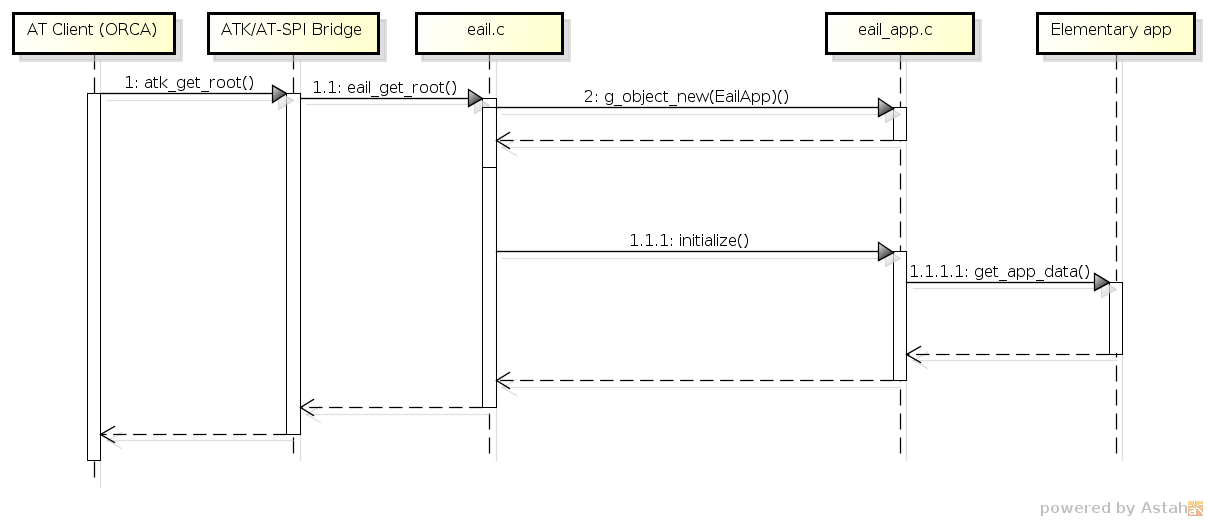 AT Client (ORCA)
ATK/AT-SPI Bridge
eail.c
eail_app.c
Elementary app
1: atk_get_root()
1.1: eail_get_root()
2: g_object_new(EailApp)()
1.1.1: initialize()
1.1.1.1: get_app_data()
powered by Astah